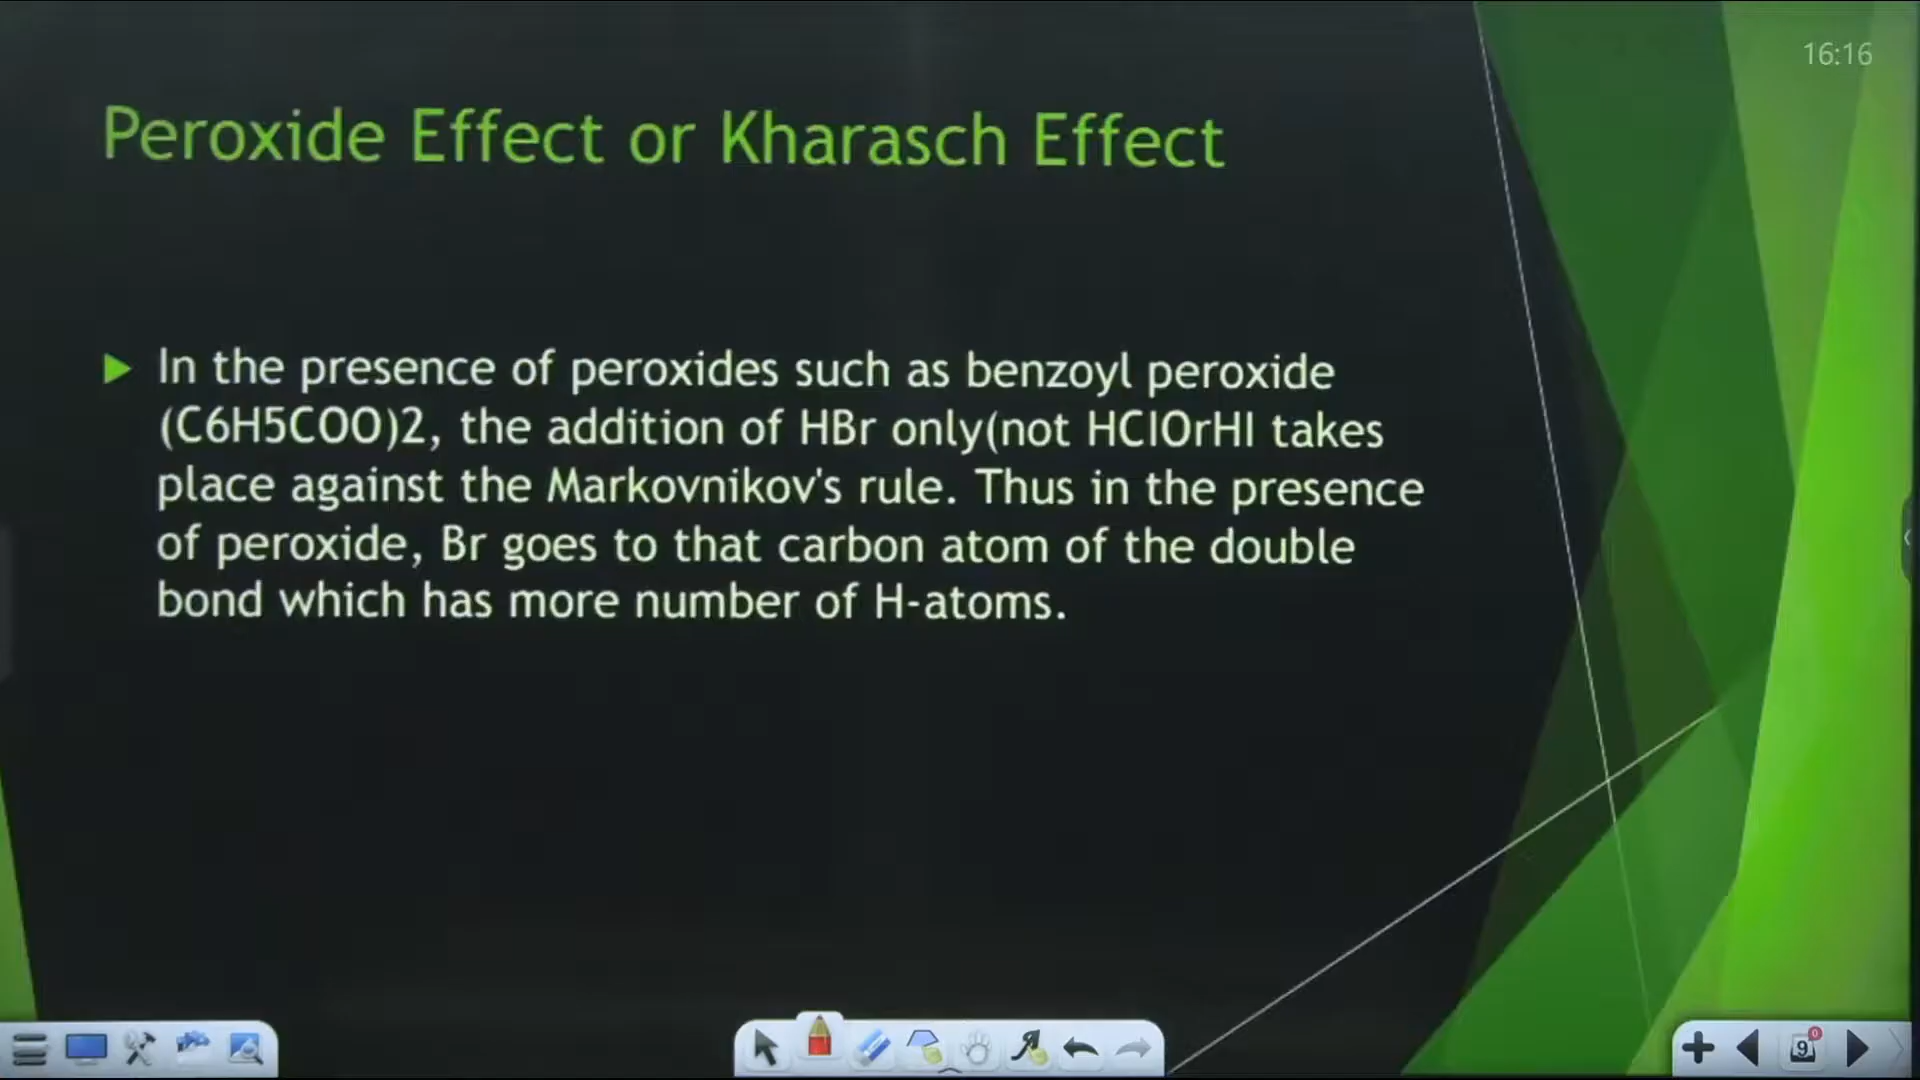 16:16
Peroxide Effect or Kharasch Effect
In the presence of peroxides such as benzoyl peroxide
(C6H5COO)2, the addition of HBr only(not HClOrHI takes
place against the Markovnikov's rule. Thus in the presence
of peroxide, Br goes to that carbon atom of the double
bond which has more number of H-atoms.
0
9